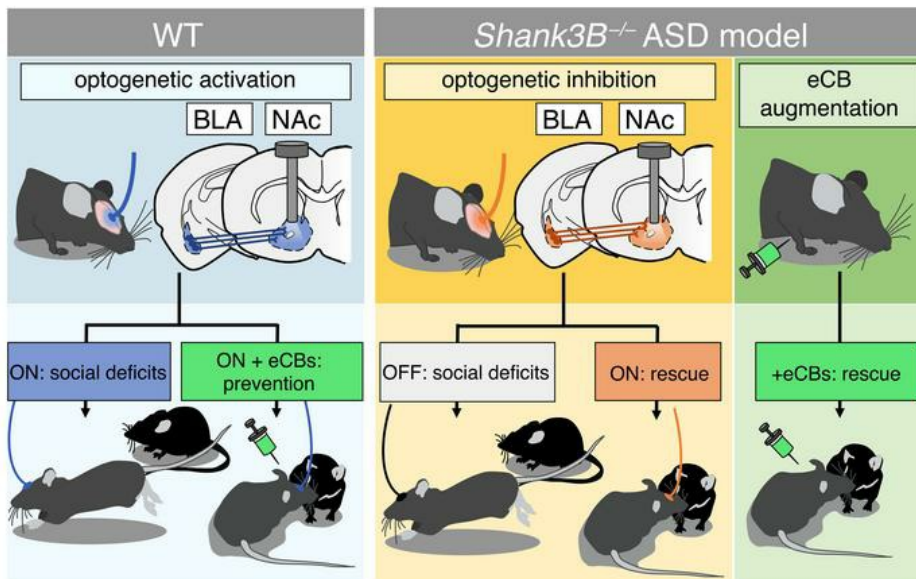 WT
Shank3B⁻/⁻ ASD model
optogenetic activation
BLA NAc
optogenetic inhibition
BLA NAc
eCB
augmentation
ON: social deficits
ON + eCBs:
prevention
OFF: social deficits
ON: rescue
+eCBs: rescue